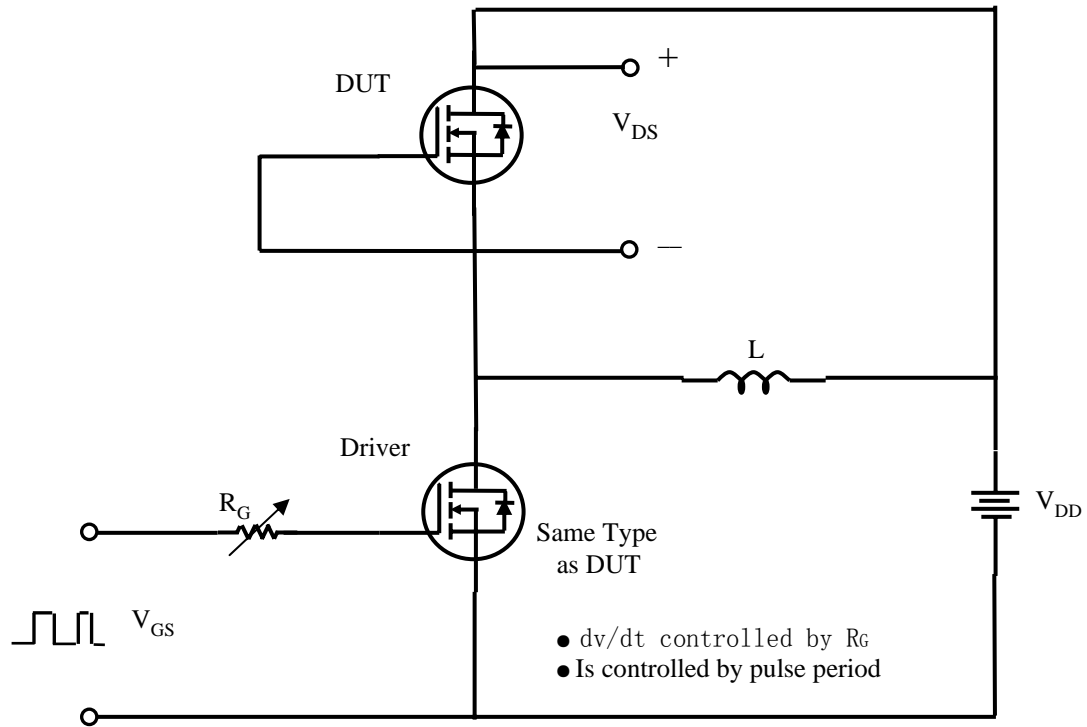 DUT
+
V_DS
—
L
Driver
R_G
V_DD
Same Type
as DUT
V_GS
● dv/dt controlled by RG
● Is controlled by pulse period